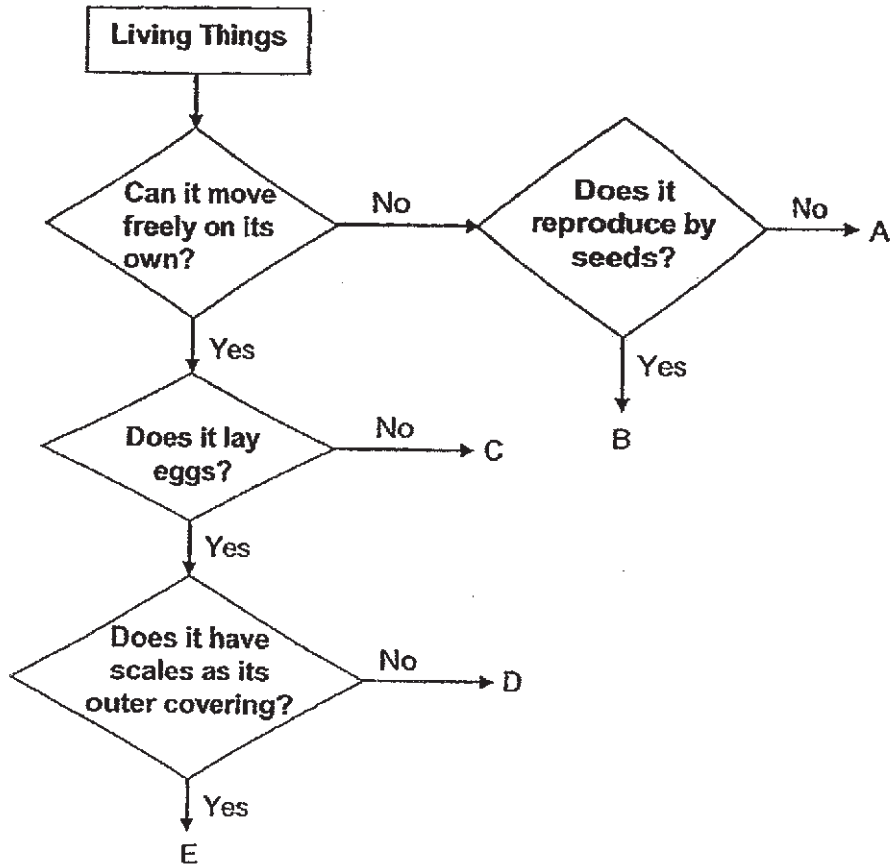 Living Things
Can it move
freely on its
own?
No
Does it
reproduce by
seeds?
No
A
Yes
Yes
B
Does it lay
eggs?
No
C
Yes
Does it have
scales as its
outer covering?
No
D
Yes
E